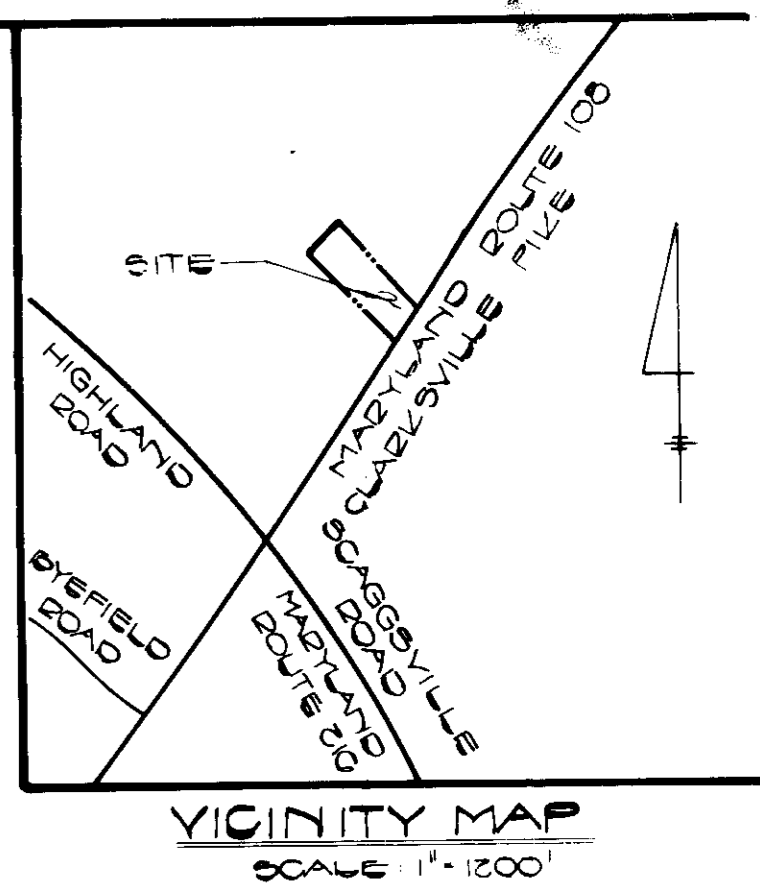 SITE
MARYLAND ROUTE 108
CLARKSVILLE PIKE
HIGHLAND
ROAD
BYEFIELD
ROAD
SCAGGSVILLE
ROAD
MARYLAND
ROUTE 216
VICINITY MAP
SCALE : 1" = 1200'